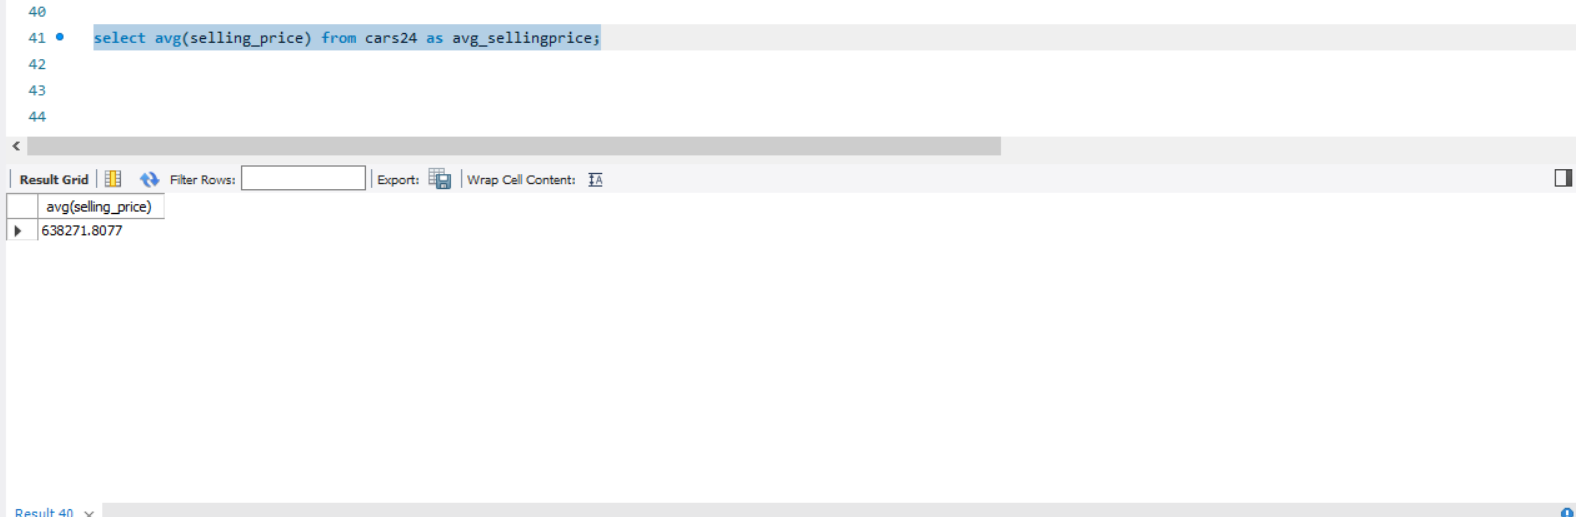 40
41 select avg(selling_price) from cars24 as avg_sellingprice;
42
43
44
Result Grid Filter Rows: Export: Wrap Cell Content: IA
avg(selling_price)
638271.8077
Result 40 ×